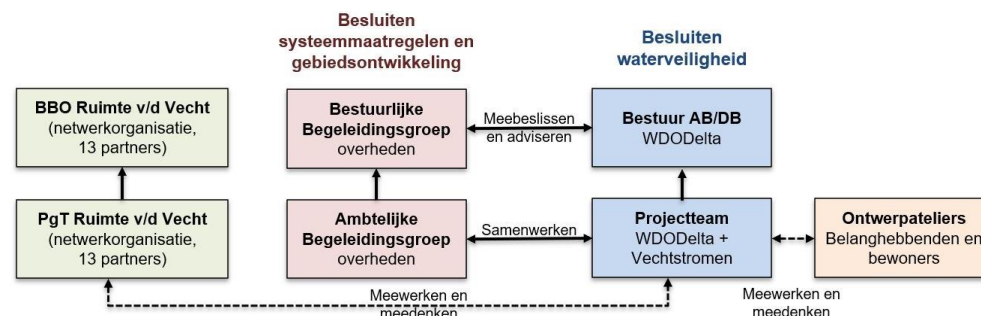 Besluiten
systeemmaatregelen en
gebiedsontwikkeling
Besluiten
waterveiligheid
BBO Ruimte v/d Vecht
(netwerkorganisatie,
13 partners)
Bestuurlijke
Begeleidingsgroep
overheden
Meebeslissen
en adviseren
Bestuur AB/DB
WDODelta
PgT Ruimte v/d Vecht
(netwerkorganisatie,
13 partners)
Ambtelijke
Begeleidingsgroep
overheden
Samenwerken
Projectteam
WDODelta +
Vechtstromen
Ontwerpateliers
Belanghebbenden en
bewoners
Meewerken en
meedenken
Meewerken en
meedenken